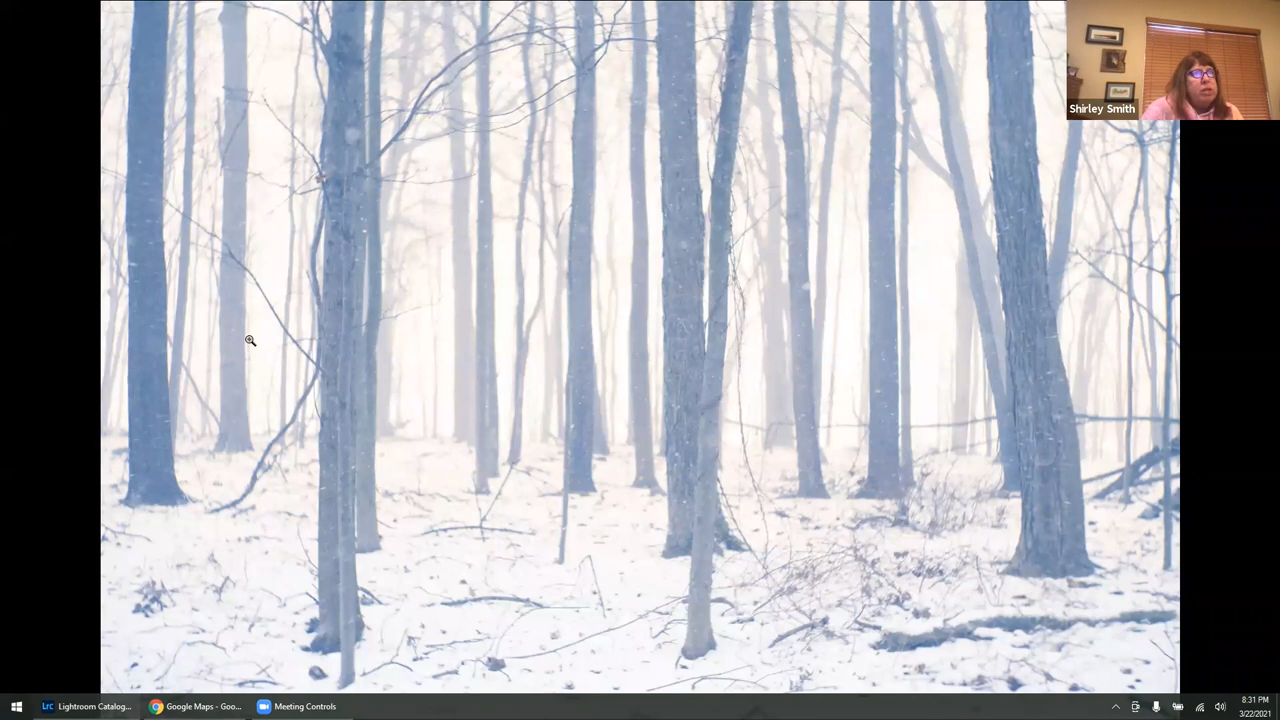 Shirley Smith
Lightroom Catalog...
Google Maps - Goo...
Meeting Controls
8:31 PM
3/22/2021